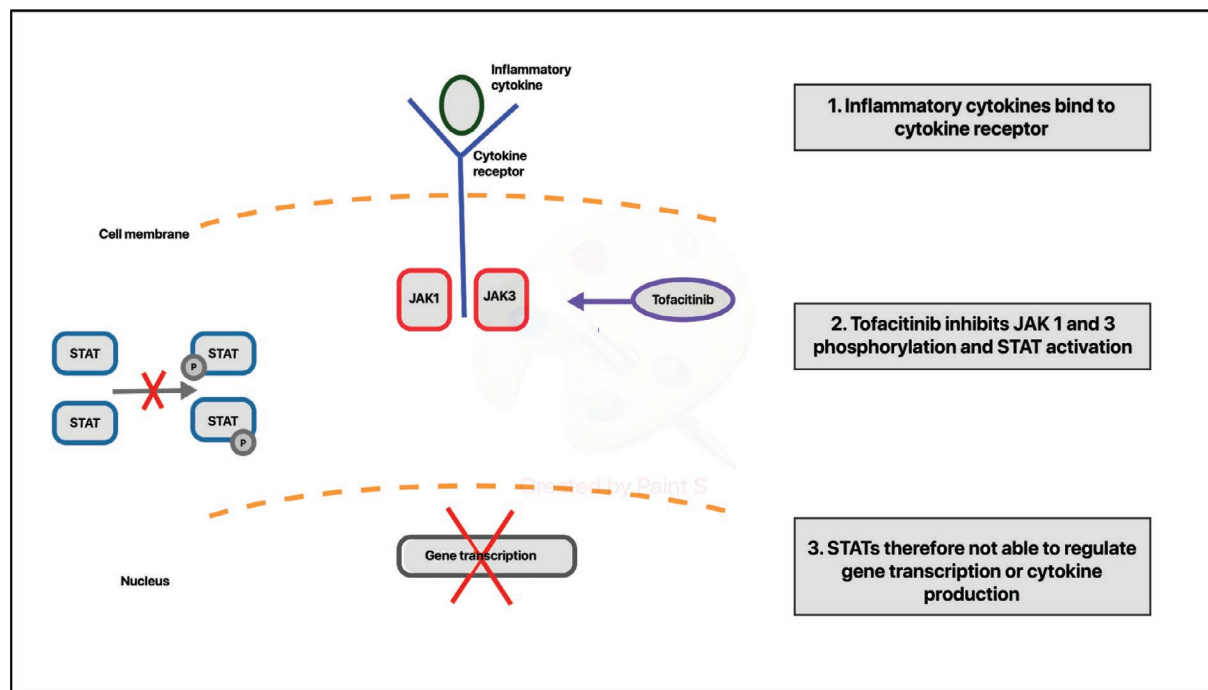 Inflammatory
cytokine
1. Inflammatory cytokines bind to
cytokine receptor
Cytokine
receptor
Cell membrane
JAK1
JAK3
Tofacitinib
2. Tofacitinib inhibits JAK 1 and 3
phosphorylation and STAT activation
STAT
STAT
P
STAT
STAT
P
Created by Paint S
Gene transcription
Nucleus
3. STATs therefore not able to regulate
gene transcription or cytokine
production